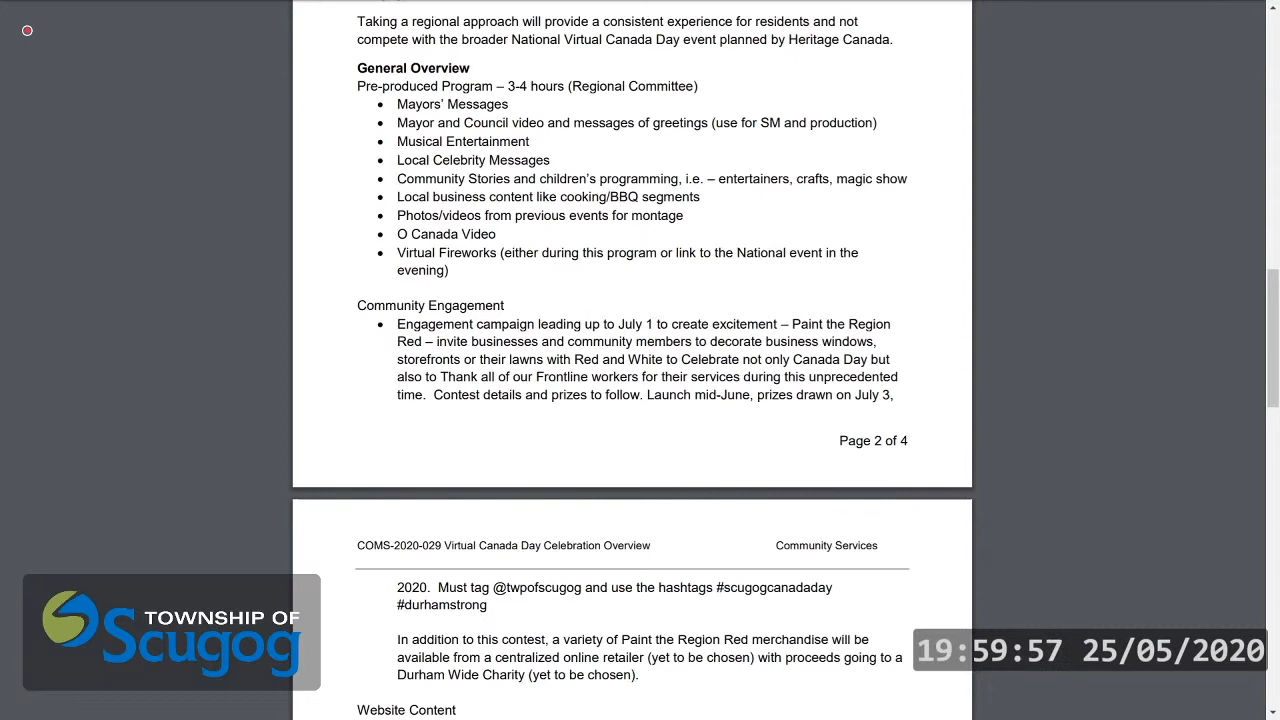 Taking a regional approach will provide a consistent experience for residents and not
compete with the broader National Virtual Canada Day event planned by Heritage Canada.
General Overview
Pre-produced Program – 3-4 hours (Regional Committee)
• Mayors' Messages
• Mayor and Council video and messages of greetings (use for SM and production)
• Musical Entertainment
• Local Celebrity Messages
• Community Stories and children's programming, i.e. – entertainers, crafts, magic show
• Local business content like cooking/BBQ segments
• Photos/videos from previous events for montage
• O Canada Video
• Virtual Fireworks (either during this program or link to the National event in the
evening)
Community Engagement
• Engagement campaign leading up to July 1 to create excitement – Paint the Region
Red – invite businesses and community members to decorate business windows,
storefronts or their lawns with Red and White to Celebrate not only Canada Day but
also to Thank all of our Frontline workers for their services during this unprecedented
time. Contest details and prizes to follow. Launch mid-June, prizes drawn on July 3,
Page 2 of 4
COMS-2020-029 Virtual Canada Day Celebration Overview Community Services
2020. Must tag @twpofscugog and use the hashtags #scugogcanadaday
#durhamstrong
In addition to this contest, a variety of Paint the Region Red merchandise will be
available from a centralized online retailer (yet to be chosen) with proceeds going to a
Durham Wide Charity (yet to be chosen).
Website Content
TOWNSHIP OF
Scugog
19:59:57 25/05/2020